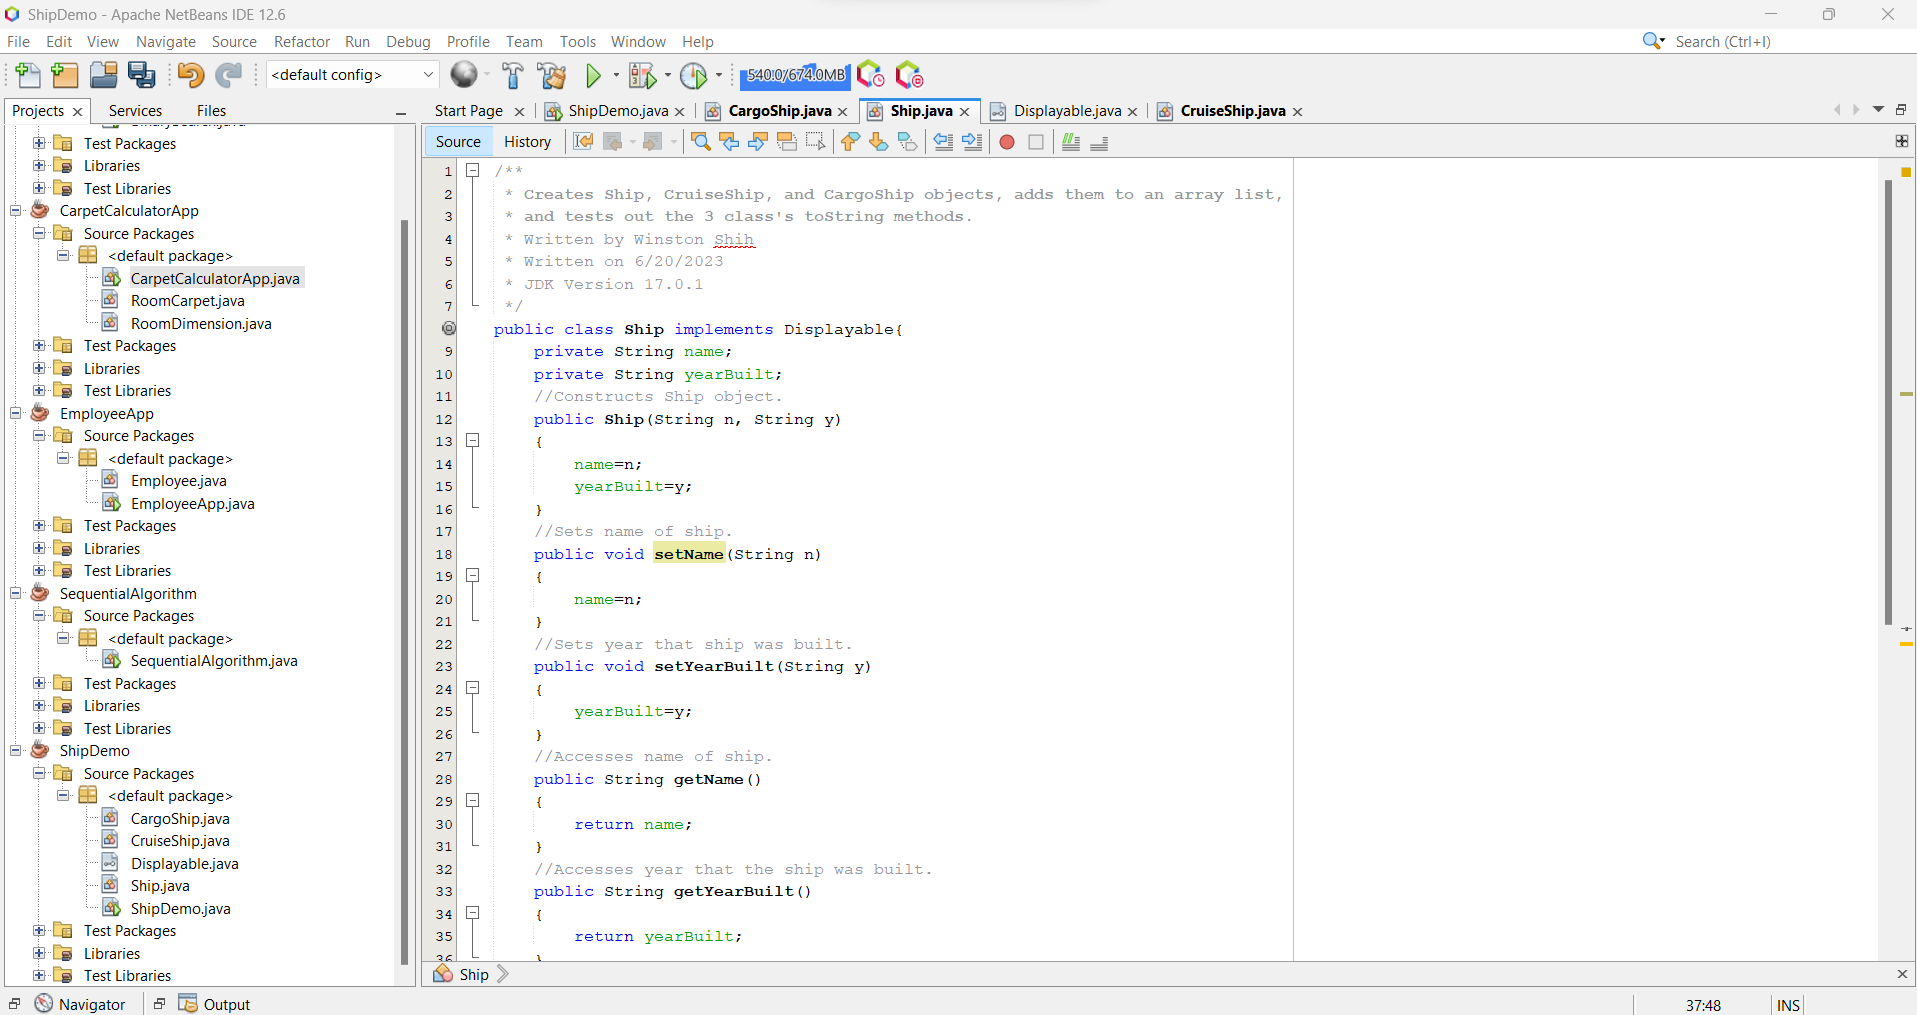 ShipDemo - Apache NetBeans IDE 12.6
File Edit View Navigate Source Refactor Run Debug Profile Team Tools Window Help
Search (Ctrl+I)
<default config>
540.0/674.0MB
Projects Services Files
Start Page ShipDemo.java CargoShip.java Ship.java Displayable.java CruiseShip.java
Source History
Test Packages
Libraries
Test Libraries
CarpetCalculatorApp
Source Packages
<default package>
CarpetCalculatorApp.java
RoomCarpet.java
RoomDimension.java
Test Packages
Libraries
Test Libraries
EmployeeApp
Source Packages
<default package>
Employee.java
EmployeeApp.java
Test Packages
Libraries
Test Libraries
SequentialAlgorithm
Source Packages
<default package>
SequentialAlgorithm.java
Test Packages
Libraries
Test Libraries
ShipDemo
Source Packages
<default package>
CargoShip.java
CruiseShip.java
Displayable.java
Ship.java
ShipDemo.java
Test Packages
Libraries
Test Libraries
1 /**
2 * Creates Ship, CruiseShip, and CargoShip objects, adds them to an array list,
3 * and tests out the 3 class's toString methods.
4 * Written by Winston Shih
5 * Written on 6/20/2023
6 * JDK Version 17.0.1
7 */
public class Ship implements Displayable{
9 private String name;
10 private String yearBuilt;
11 //Constructs Ship object.
12 public Ship(String n, String y)
13 {
14 name=n;
15 yearBuilt=y;
16 }
17 //Sets name of ship.
18 public void setName(String n)
19 {
20 name=n;
21 }
22 //Sets year that ship was built.
23 public void setYearBuilt(String y)
24 {
25 yearBuilt=y;
26 }
27 //Accesses name of ship.
28 public String getName()
29 {
30 return name;
31 }
32 //Accesses year that the ship was built.
33 public String getYearBuilt()
34 {
35 return yearBuilt;
36 }
Ship
Navigator Output
37:48 INS